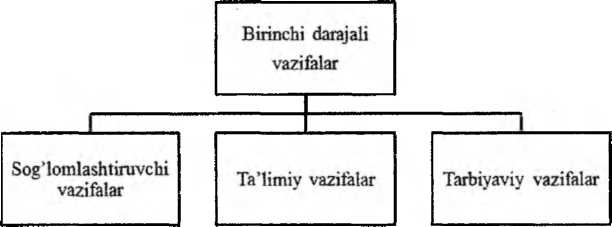 Birinchi darajali
vazifalar
Sog'lomlashtiruvchi
vazifalar
Ta'limiy vazifalar
Tarbiyaviy vazifalar